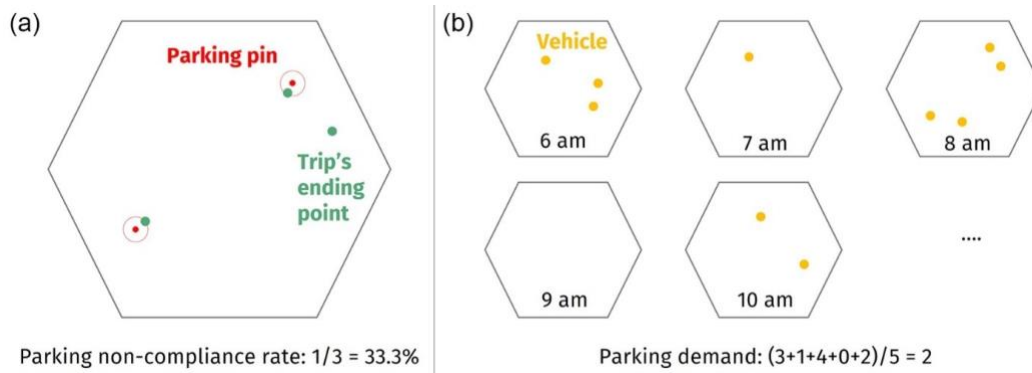 (a)
Parking pin
Trip's
ending
point
Parking non-compliance rate: 1/3 = 33.3%
(b)
Vehicle
6 am
7 am
8 am
9 am
10 am
....
Parking demand: (3+1+4+0+2)/5 = 2